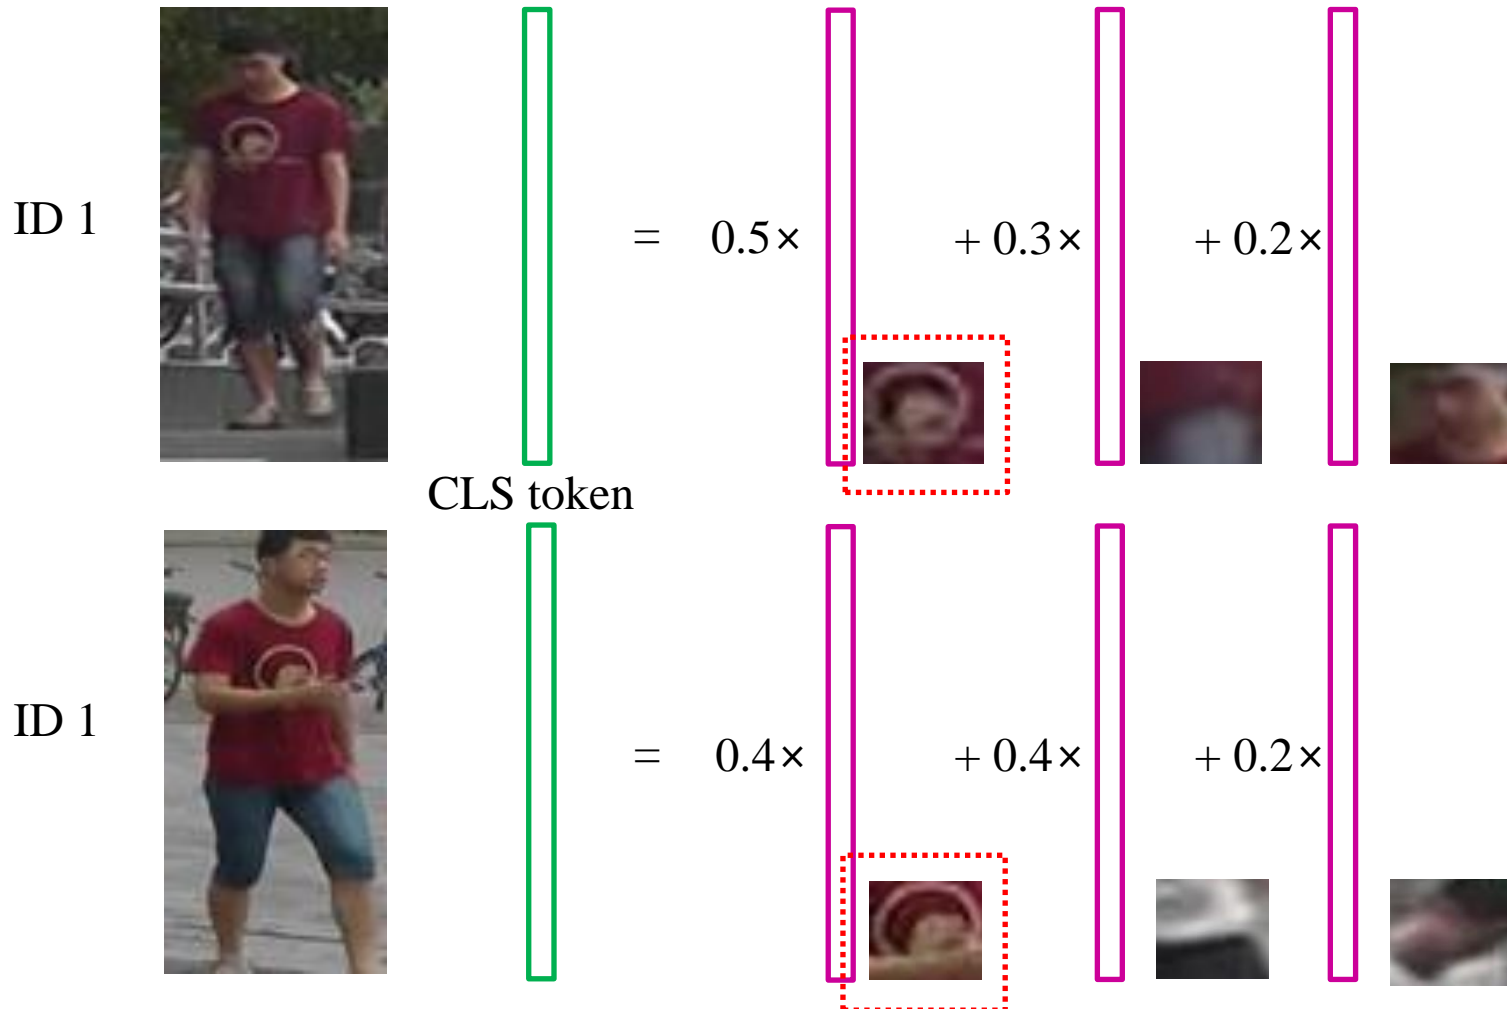 ID 1
= 0.5× + 0.3× + 0.2×
CLS token
ID 1
= 0.4× + 0.4× + 0.2×